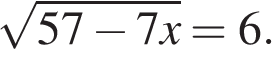 √57 − 7x = 6.